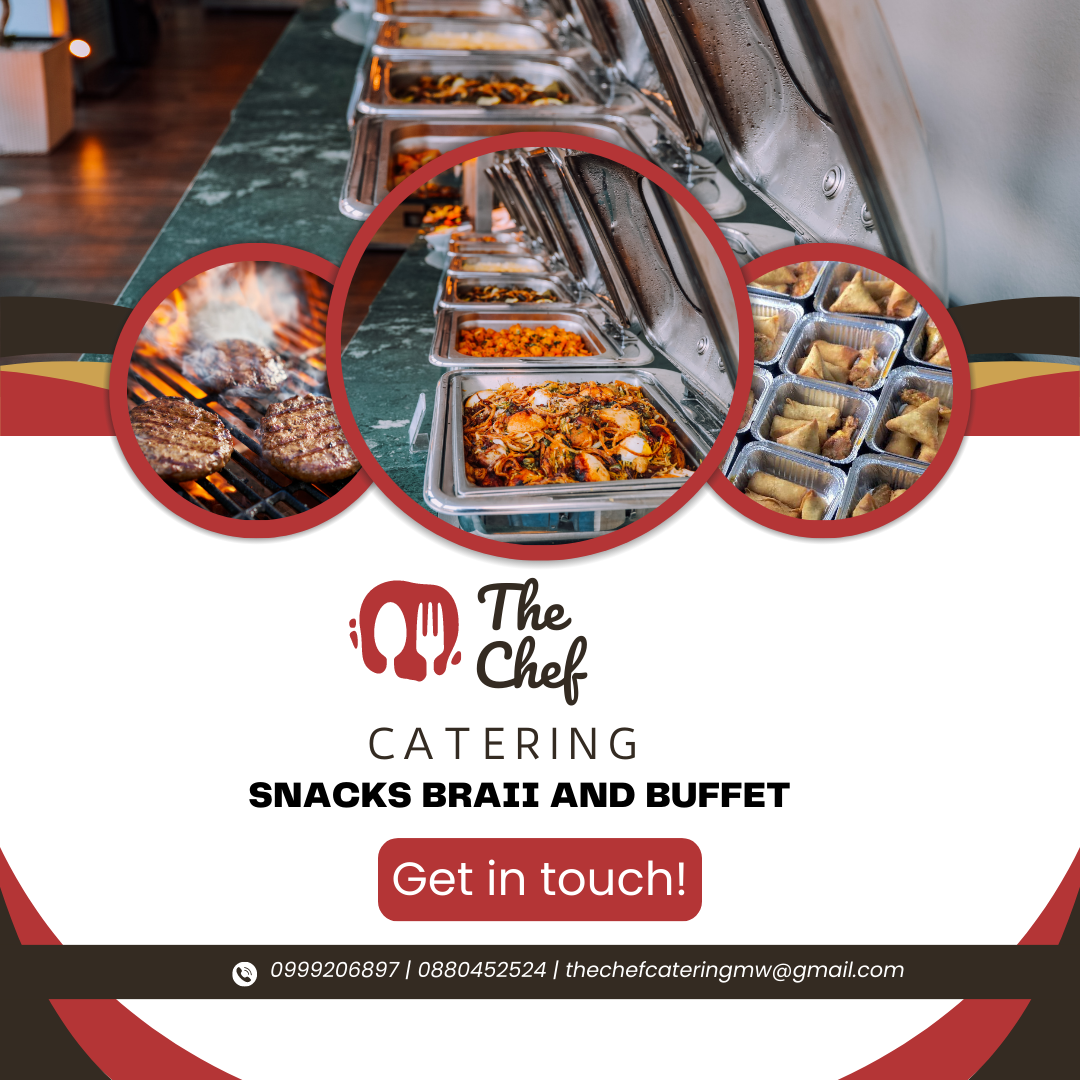 The
Chef
CATERING
SNACKS BRAII AND BUFFET
Get in touch!
0999206897 | 0880452524 | thechefcateringmw@gmail.com